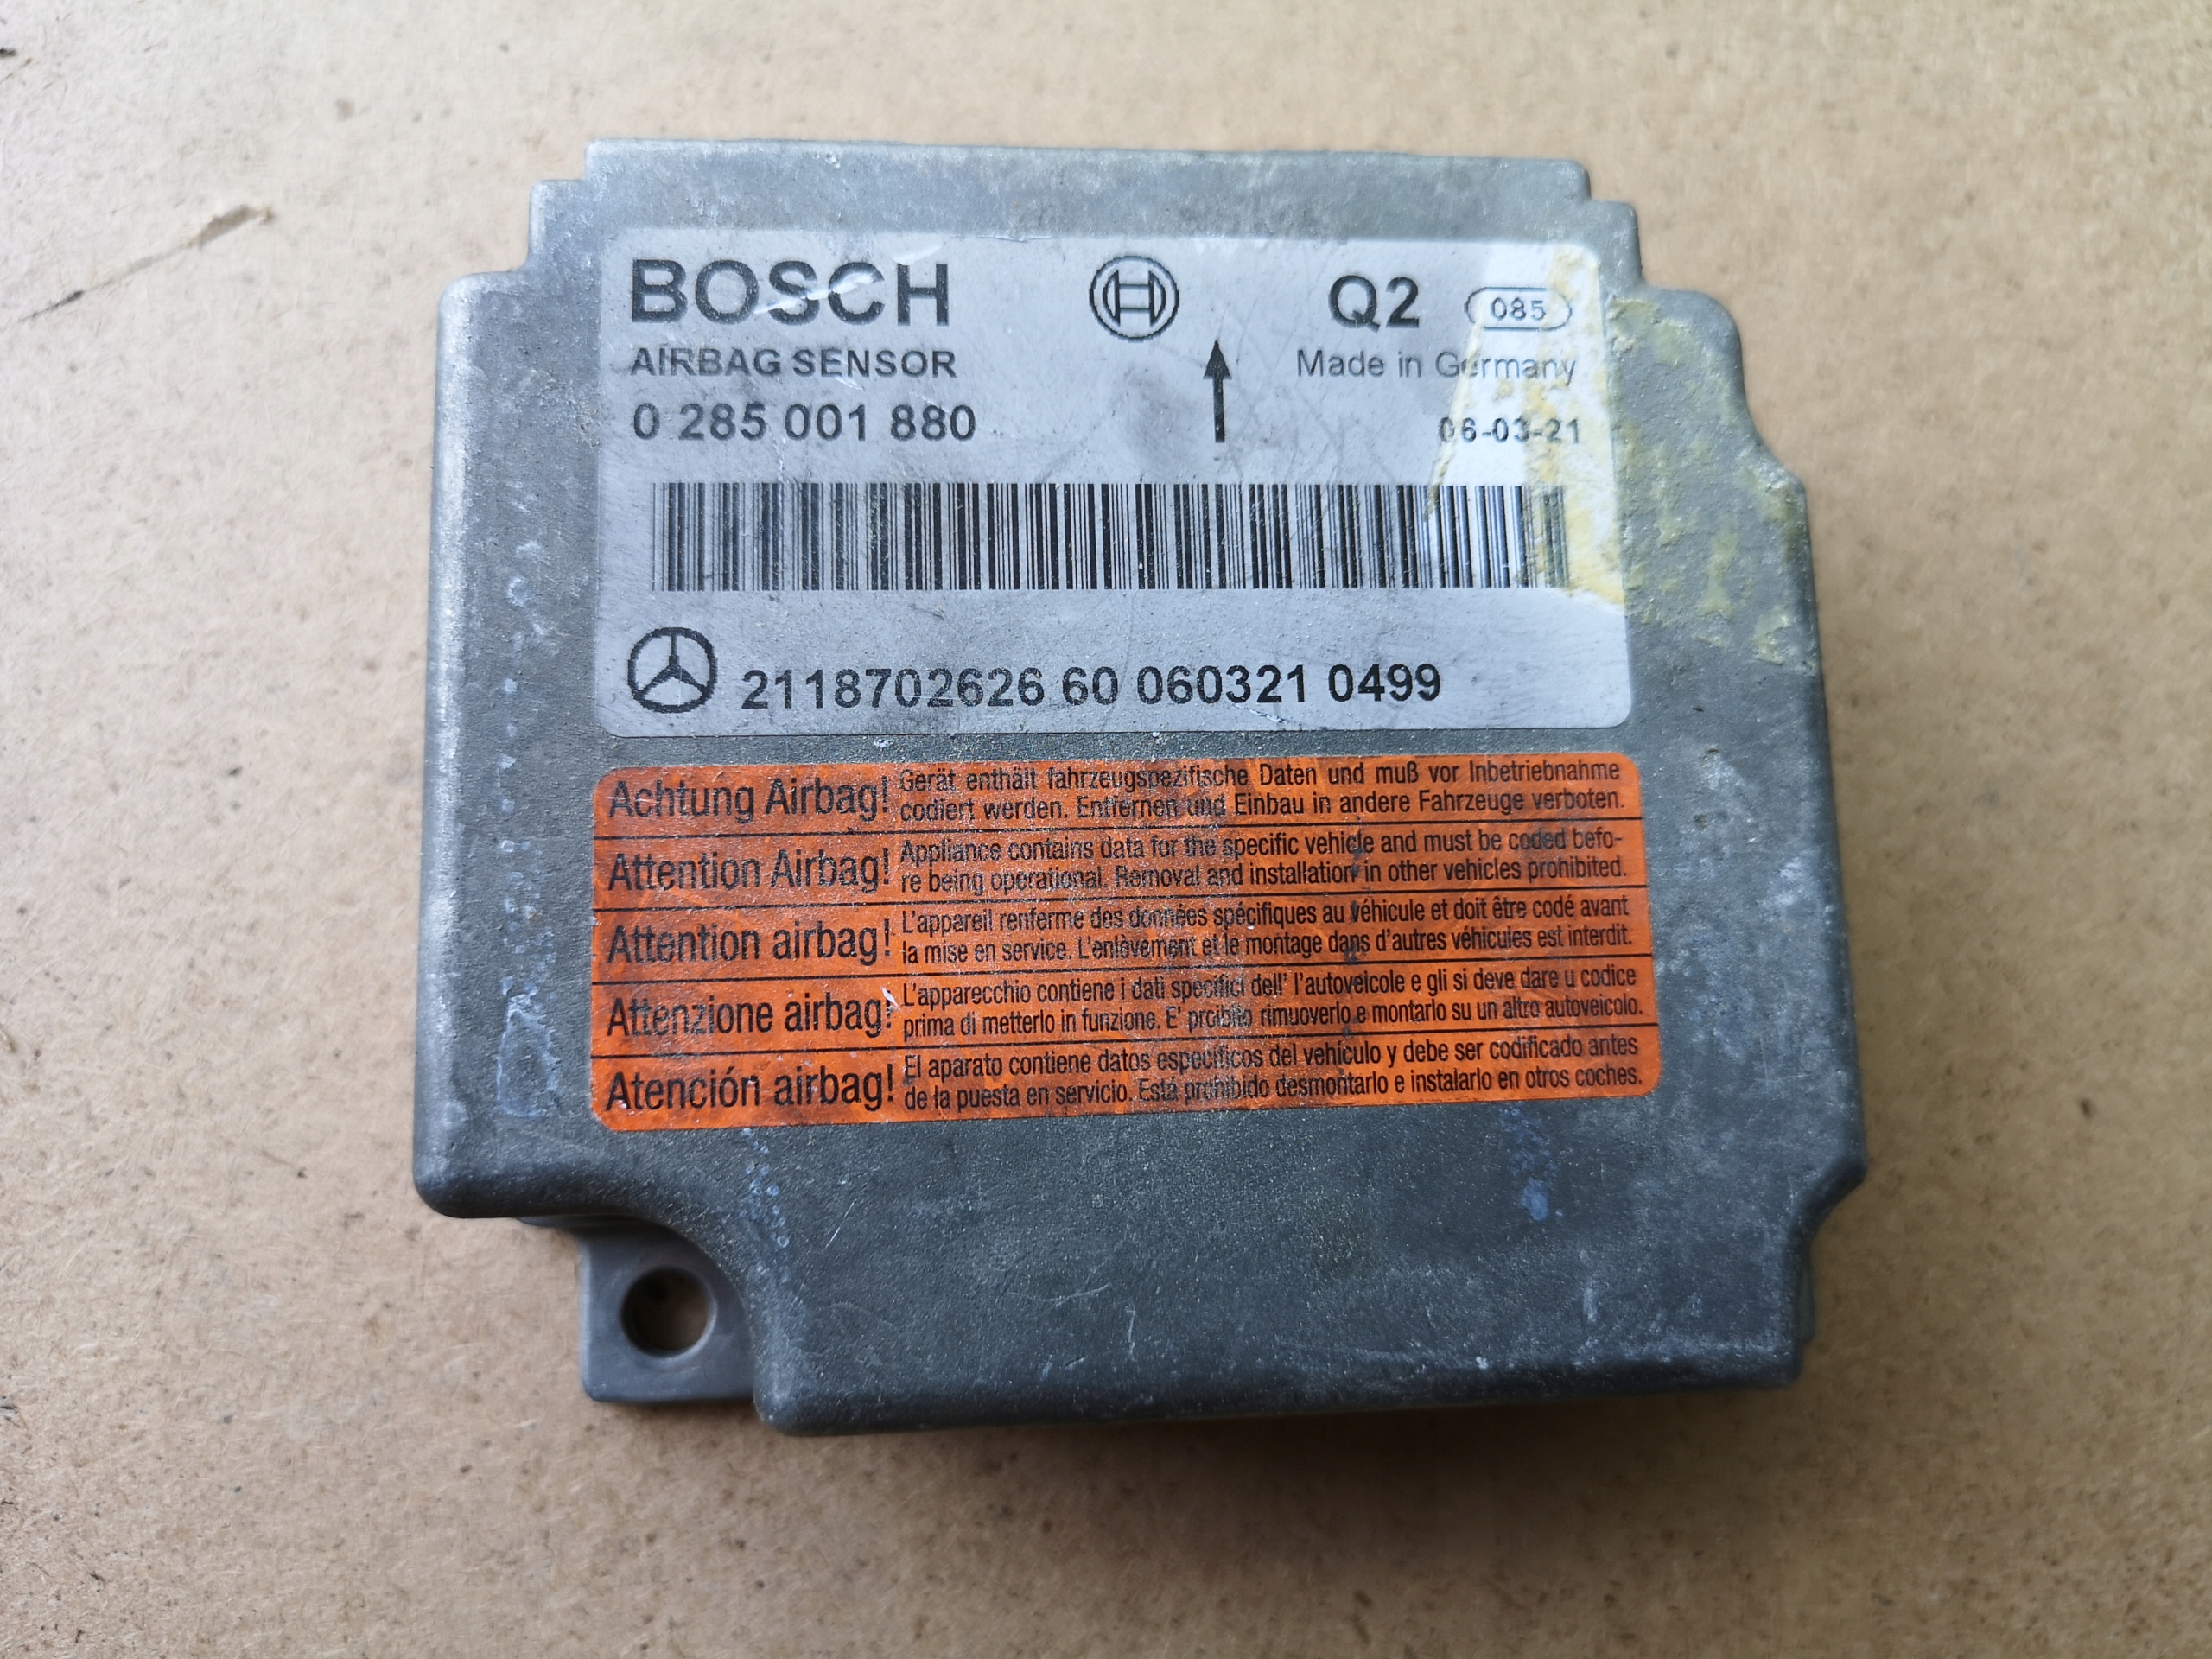 BOSCH Q2 085
AIRBAG SENSOR Made in Germany
0 285 001 880 06-03-21
2118702626 60 060321 0499
Achtung Airbag! Gerät enthält fahrzeugspezifische Daten und muß vor Inbetriebnahme
codiert werden. Entfernen und Einbau in andere Fahrzeuge verboten.
Attention Airbag! Appliance contains data for the specific vehicle and must be coded befo-
re being operational. Removal and installation in other vehicles prohibited.
Attention airbag! L'appareil renferme des données spécifiques au véhicule et doit être codé avant
la mise en service. L'enlèvement et le montage dans d'autres véhicules est interdit.
Attenzione airbag! L'apparecchio contiene i dati specifici dell' l'autoveicole e gli si deve dare u codice
prima di metterlo in funzione. E' proibito rimuoverlo e montarlo su un altro autoveicolo.
Atención airbag! El aparato contiene datos específicos del vehículo y debe ser codificado antes
de la puesta en servicio. Está prohibido desmontarlo e instalarlo en otros coches.